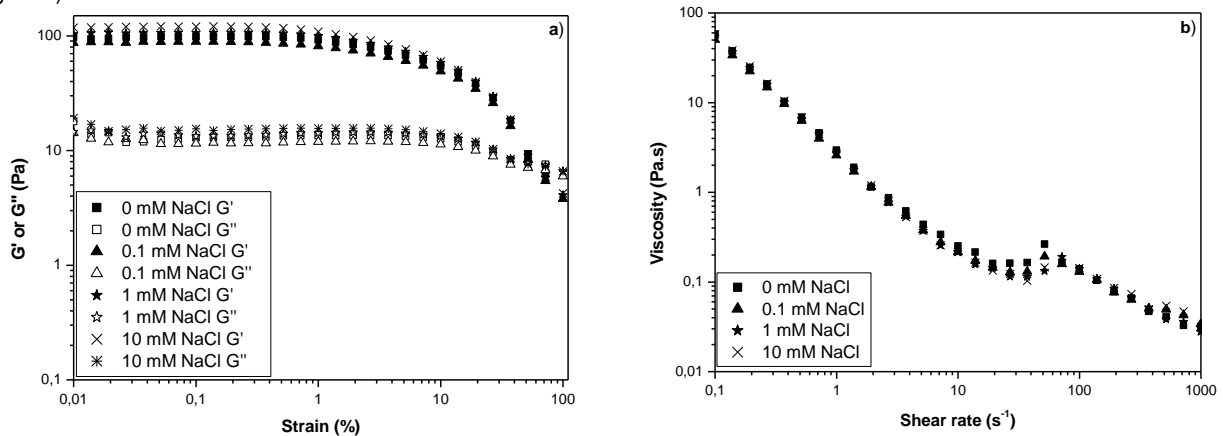 a)
100
10
1
0,1
G' or G" (Pa)
0 mM NaCl G'
0 mM NaCl G"
0.1 mM NaCl G'
0.1 mM NaCl G"
1 mM NaCl G'
1 mM NaCl G"
10 mM NaCl G'
10 mM NaCl G"
0,01 0,1 1 10 100
Strain (%)
b)
100
10
1
0,1
0,01
Viscosity (Pa.s)
0 mM NaCl
0.1 mM NaCl
1 mM NaCl
10 mM NaCl
0,1 1 10 100 1000
Shear rate (s⁻¹)